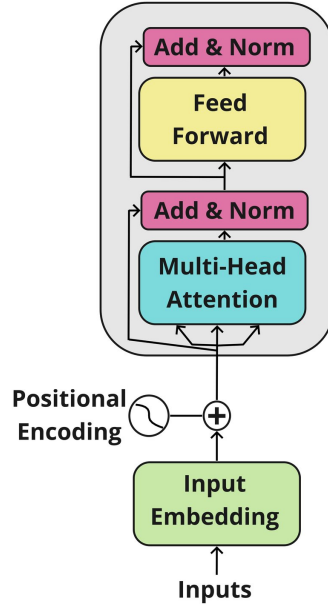 Add & Norm
Feed
Forward
Add & Norm
Multi-Head
Attention
Positional
Encoding
+
Input
Embedding
Inputs